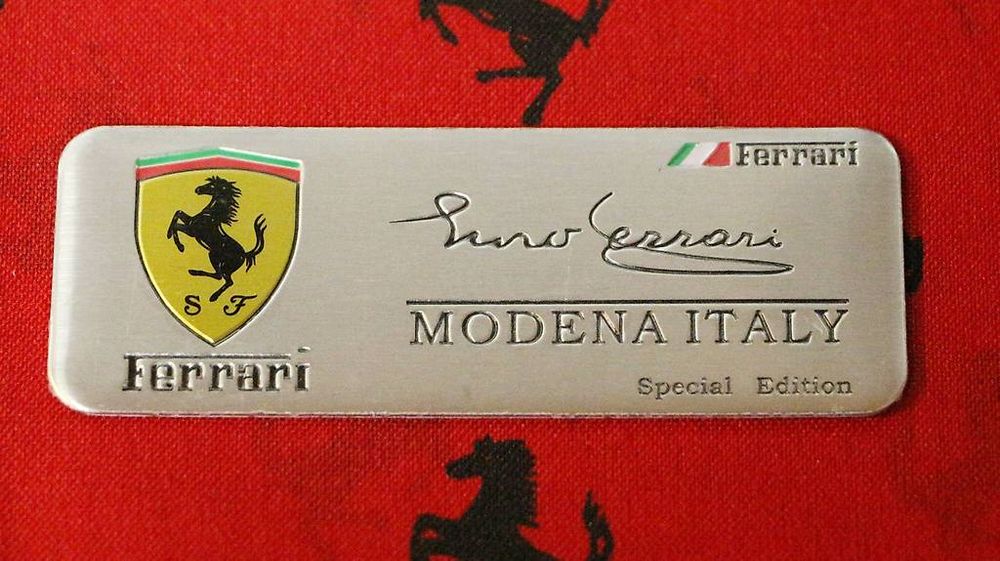 Ferrari
Enzo Ferrari
MODENA ITALY
Special Edition
S F
Ferrari